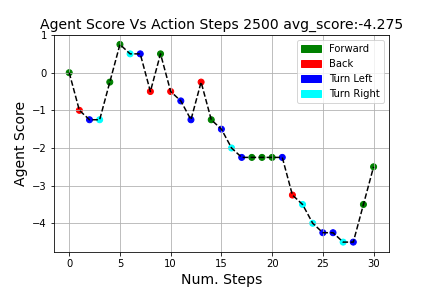 Agent Score Vs Action Steps 2500 avg_score:-4.275
Agent Score
1
0
−1
−2
−3
−4
Forward
Back
Turn Left
Turn Right
0 5 10 15 20 25 30
Num. Steps